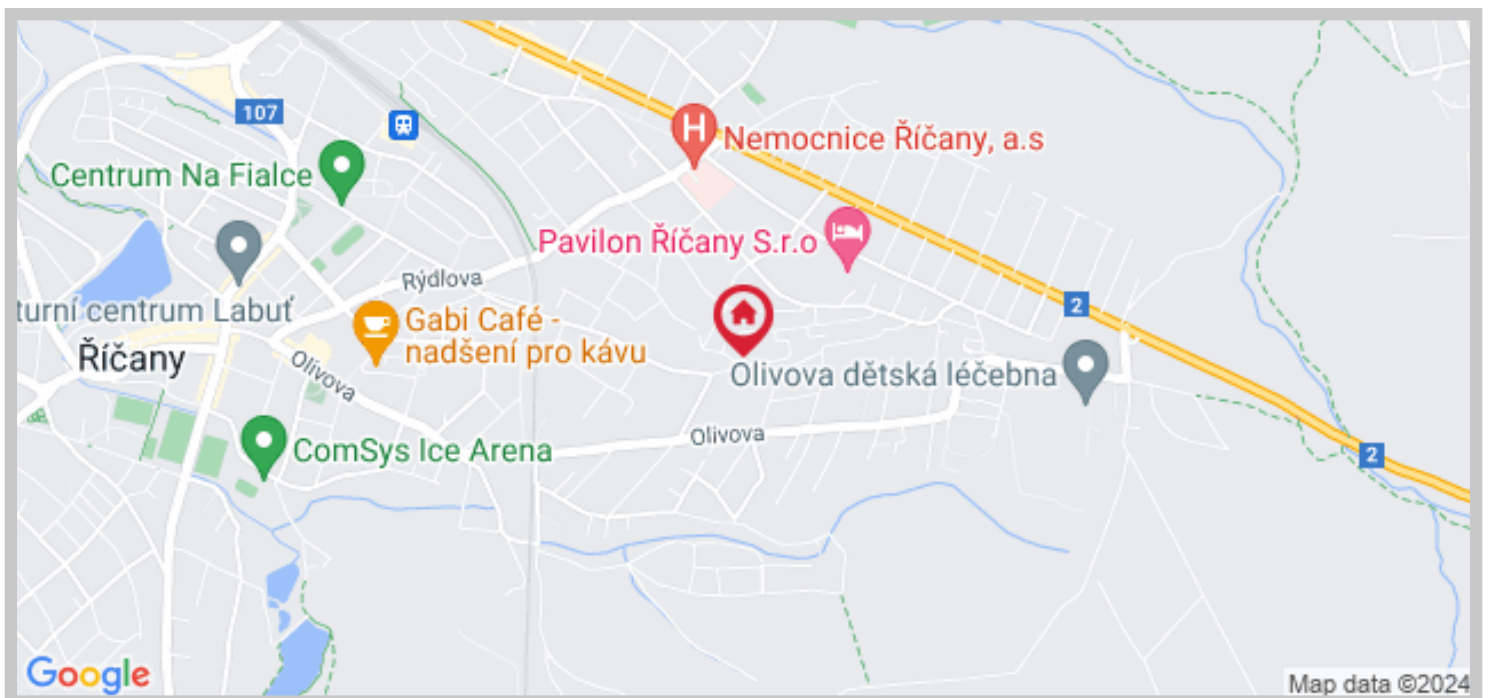 107
H
Nemocnice Říčany, a.s
Centrum Na Fialce
Pavilon Říčany S.r.o
Rýdlova
turní centrum Labuť
2
Gabi Café -
nadšení pro kávu
Říčany
Olivova
Olivova dětská léčebna
Olivova
ComSys Ice Arena
2
Google
Map data ©2024